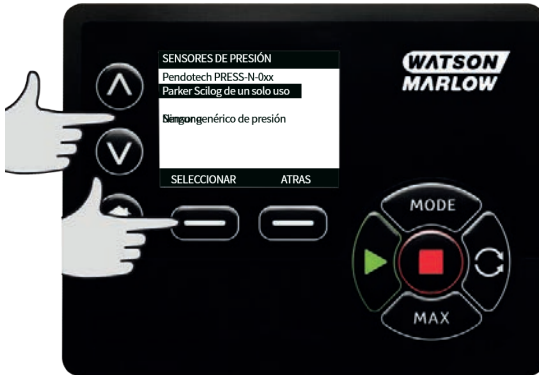 SENSORES DE PRESIÓN
Pendotech PRESS-N-0xx
Parker Scilog de un solo uso
genérico de presión
SELECCIONAR ATRAS
WATSON
MARLOW
MODE
MAX